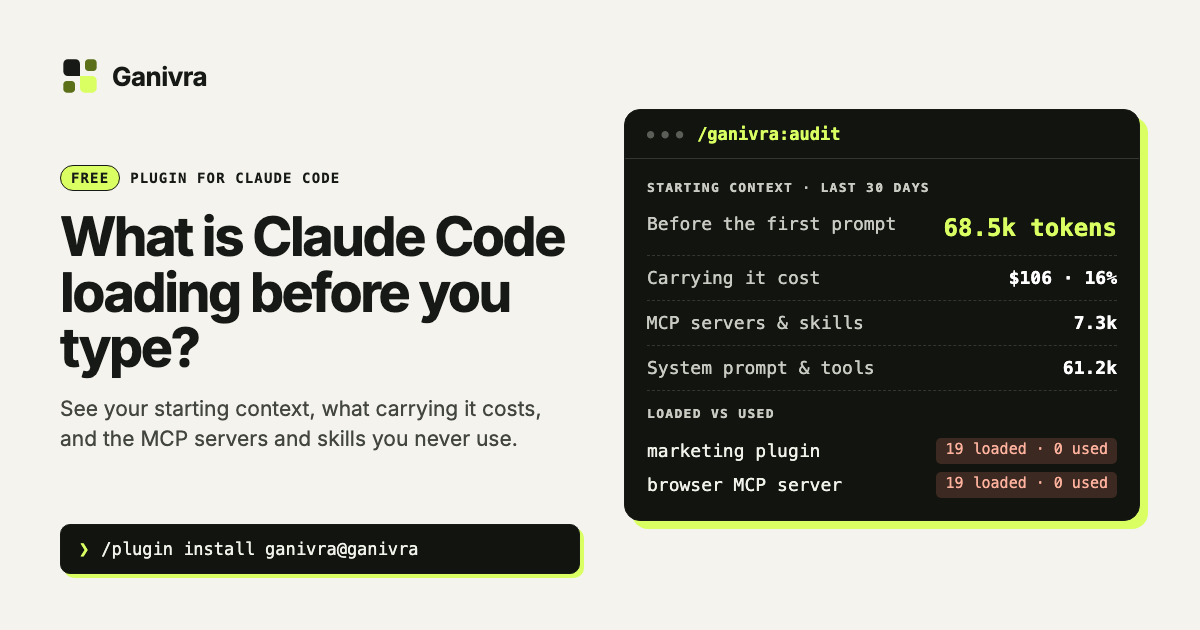 Ganivra
FREE PLUGIN FOR CLAUDE CODE
What is Claude Code
loading before you
type?
See your starting context, what carrying it costs,
and the MCP servers and skills you never use.
❯ /plugin install ganivra@ganivra
/ganivra:audit
STARTING CONTEXT · LAST 30 DAYS
Before the first prompt 68.5k tokens
Carrying it cost $106 · 16%
MCP servers & skills 7.3k
System prompt & tools 61.2k
LOADED VS USED
marketing plugin 19 loaded · 0 used
browser MCP server 19 loaded · 0 used